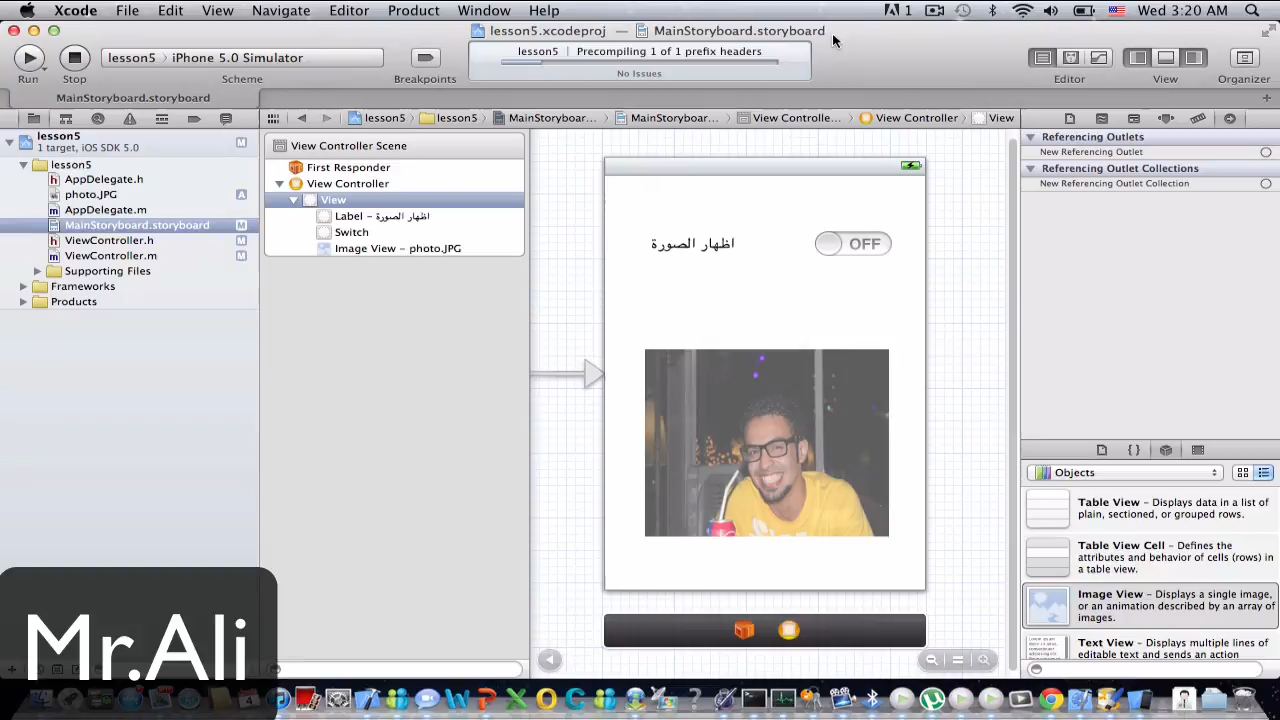 Xcode File Edit View Navigate Editor Product Window Help 1 Wed 3:20 AM
lesson5.xcodeproj — MainStoryboard.storyboard
lesson5 | Precompiling 1 of 1 prefix headers
No Issues
lesson5 › iPhone 5.0 Simulator
Run Stop Scheme Breakpoints Editor View Organizer
MainStoryboard.storyboard
lesson5 lesson5 MainStoryboar... MainStoryboar... View Controlle... View Controller View
lesson5 M
1 target, iOS SDK 5.0
lesson5
AppDelegate.h
photo.JPG A
AppDelegate.m
MainStoryboard.storyboard M
ViewController.h M
ViewController.m M
Supporting Files
Frameworks
Products
View Controller Scene
First Responder
View Controller
View
Label – اظهار الصورة
Switch
Image View – photo.JPG
اظهار الصورة OFF
Referencing Outlets
New Referencing Outlet
Referencing Outlet Collections
New Referencing Outlet Collection
{}
Objects
Table View – Displays data in a list of
plain, sectioned, or grouped rows.
Table View Cell – Defines the
attributes and behavior of cells (rows) in
a table view.
Image View – Displays a single image,
or an animation described by an array of
images.
Text View – Displays multiple lines of
editable text and sends an action
Mr.Ali